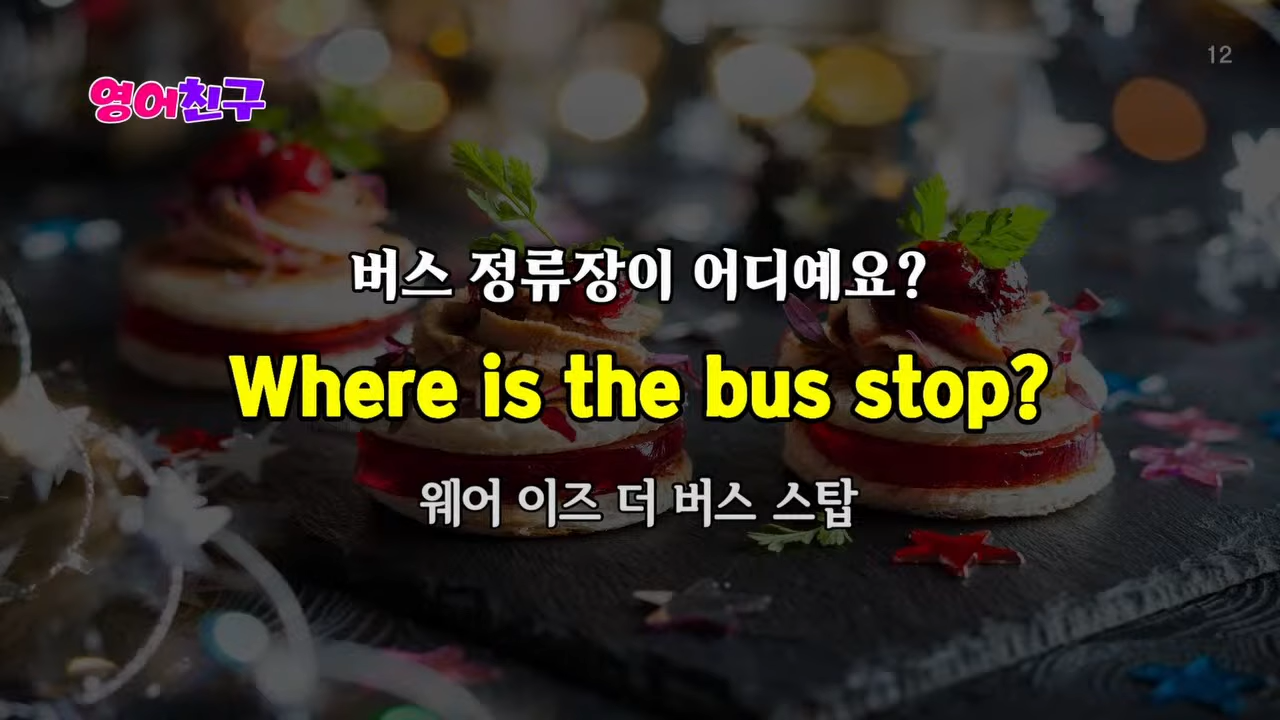 12
영어친구
버스 정류장이 어디예요?
Where is the bus stop?
웨어 이즈 더 버스 스탑